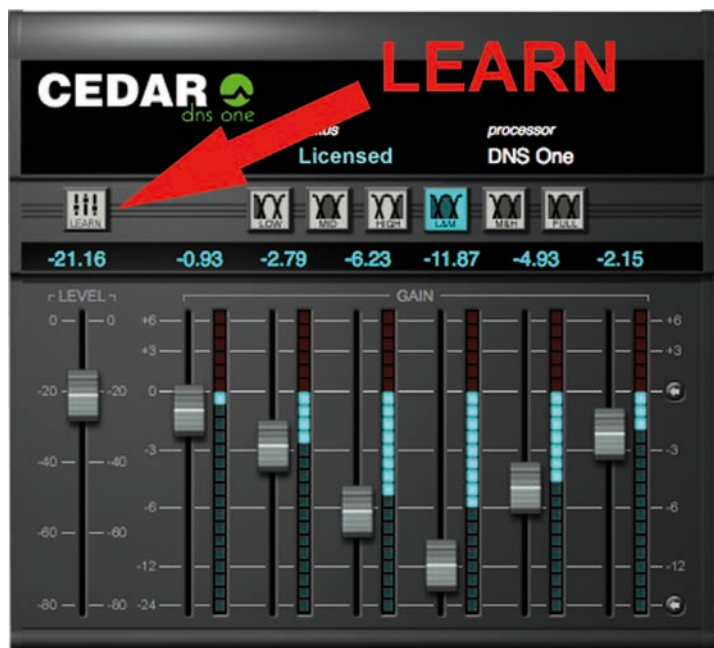 LEARN
CEDAR
dns one
Licensed
processor
DNS One
LEARN LOW MID HIGH L&M M&H FULL
-21.16 -0.93 -2.79 -6.23 -11.87 -4.93 -2.15
LEVEL GAIN
0 0 +6 +6
+3 +3
-20 -20 0
-40 -40 -3 -3
-60 -60 -6 -6
-12 -12
-80 -80 -24